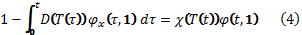 1 − ∫₀ᵗ D(T(τ))φₓ(τ, 1) dτ = χ(T(t))φ(t, 1) (4)